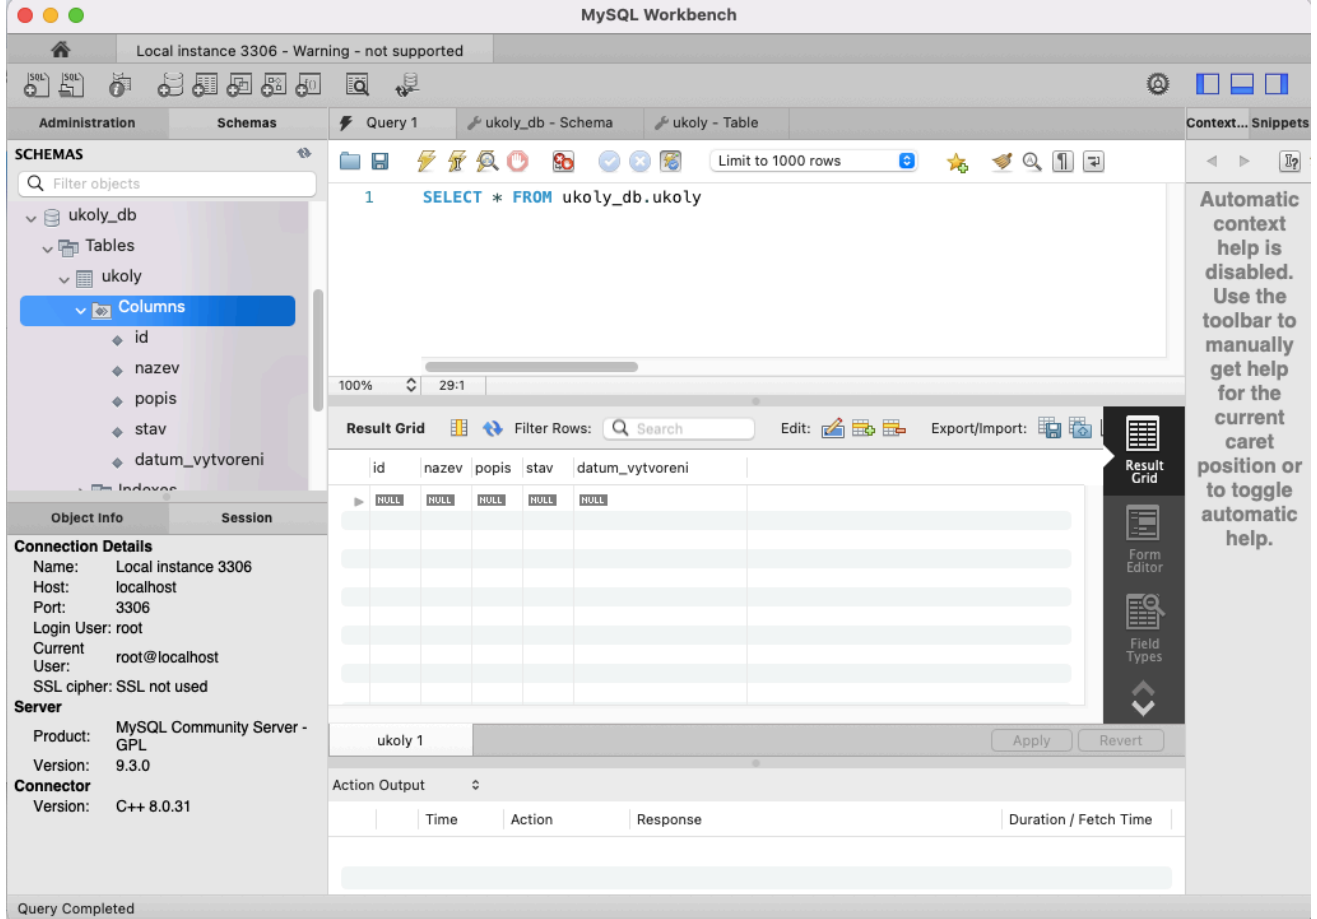 MySQL Workbench
Local instance 3306 - Warning - not supported
Administration
Schemas
Query 1
ukoly_db - Schema
ukoly - Table
Context...
Snippets
SCHEMAS
Filter objects
ukoly_db
Tables
ukoly
Columns
id
nazev
popis
stav
datum_vytvoreni
Indexes
Limit to 1000 rows
1
SELECT * FROM ukoly_db.ukoly
100%
29:1
Automatic
context
help is
disabled.
Use the
toolbar to
manually
get help
for the
current
caret
position or
to toggle
automatic
help.
Result Grid
Filter Rows:
Search
Edit:
Export/Import:
id nazev popis stav datum_vytvoreni
NULL NULL NULL NULL NULL
Result
Grid
Form
Editor
Field
Types
Object Info
Session
Connection Details
Name: Local instance 3306
Host: localhost
Port: 3306
Login User: root
Current
User: root@localhost
SSL cipher: SSL not used
Server
Product: MySQL Community Server -
GPL
Version: 9.3.0
Connector
Version: C++ 8.0.31
ukoly 1
Apply
Revert
Action Output
Time Action Response Duration / Fetch Time
Query Completed